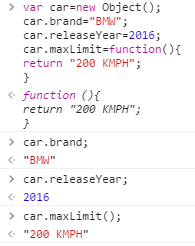 > var car=new Object();
car.brand="BMW";
car.releaseYear=2016;
car.maxLimit=function(){
return "200 KMPH";
}
< function (){
return "200 KMPH";
}
> car.brand;
< "BMW"
> car.releaseYear;
< 2016
> car.maxLimit();
< "200 KMPH"